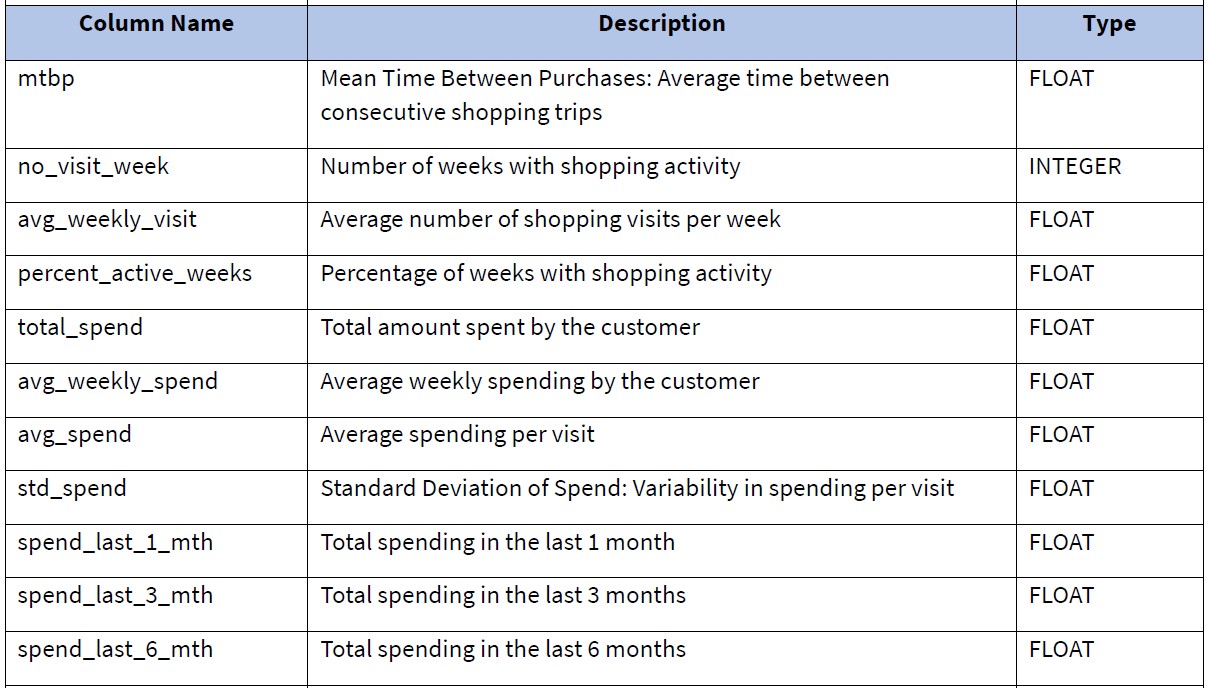 Column Name Description Type
mtbp Mean Time Between Purchases: Average time between consecutive shopping trips FLOAT
no_visit_week Number of weeks with shopping activity INTEGER
avg_weekly_visit Average number of shopping visits per week FLOAT
percent_active_weeks Percentage of weeks with shopping activity FLOAT
total_spend Total amount spent by the customer FLOAT
avg_weekly_spend Average weekly spending by the customer FLOAT
avg_spend Average spending per visit FLOAT
std_spend Standard Deviation of Spend: Variability in spending per visit FLOAT
spend_last_1_mth Total spending in the last 1 month FLOAT
spend_last_3_mth Total spending in the last 3 months FLOAT
spend_last_6_mth Total spending in the last 6 months FLOAT